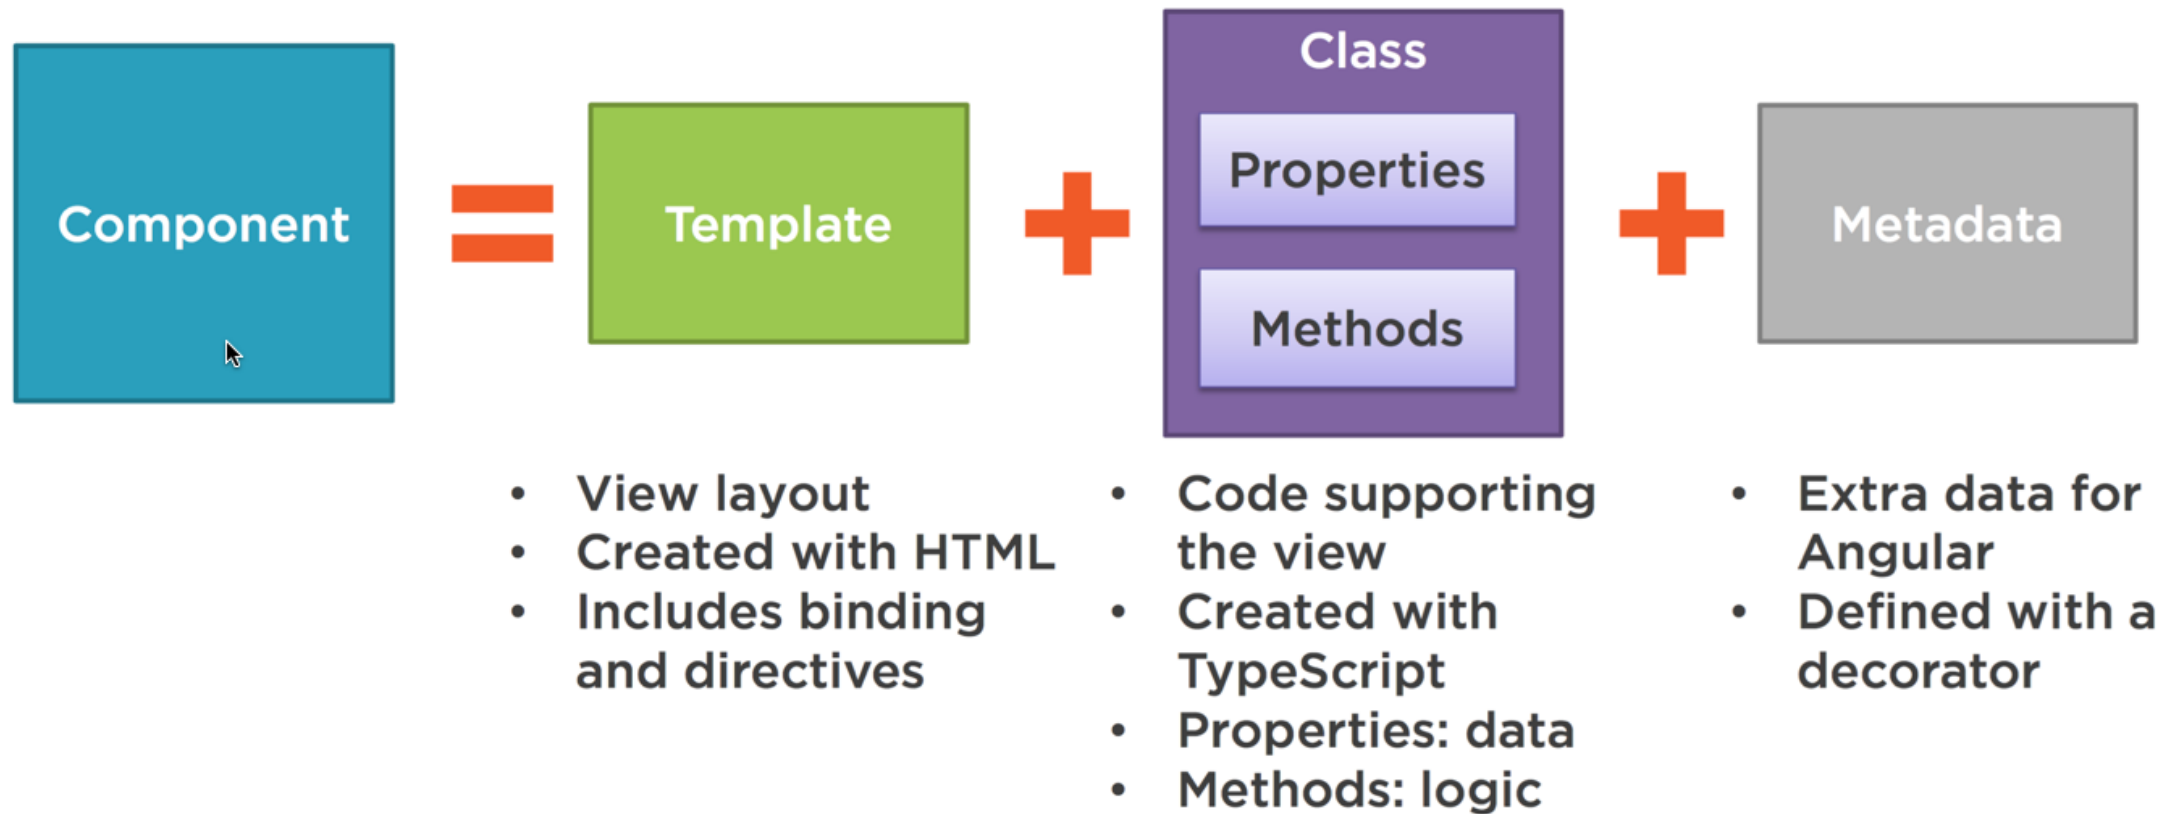 Component
=
Template
+
Class
Properties
Methods
+
Metadata
• View layout
• Created with HTML
• Includes binding
and directives
• Code supporting
the view
• Created with
TypeScript
• Properties: data
• Methods: logic
• Extra data for
Angular
• Defined with a
decorator